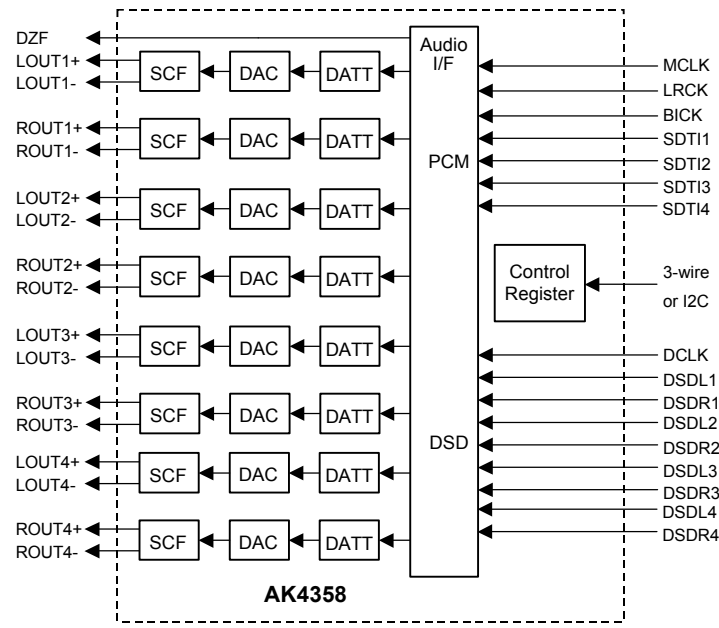 DZF
LOUT1+
LOUT1-
SCF
DAC
DATT
ROUT1+
ROUT1-
SCF
DAC
DATT
LOUT2+
LOUT2-
SCF
DAC
DATT
ROUT2+
ROUT2-
SCF
DAC
DATT
LOUT3+
LOUT3-
SCF
DAC
DATT
ROUT3+
ROUT3-
SCF
DAC
DATT
LOUT4+
LOUT4-
SCF
DAC
DATT
ROUT4+
ROUT4-
SCF
DAC
DATT
Audio
I/F
PCM
DSD
MCLK
LRCK
BICK
SDTI1
SDTI2
SDTI3
SDTI4
Control
Register
3-wire
or I2C
DCLK
DSDL1
DSDR1
DSDL2
DSDR2
DSDL3
DSDR3
DSDL4
DSDR4
AK4358